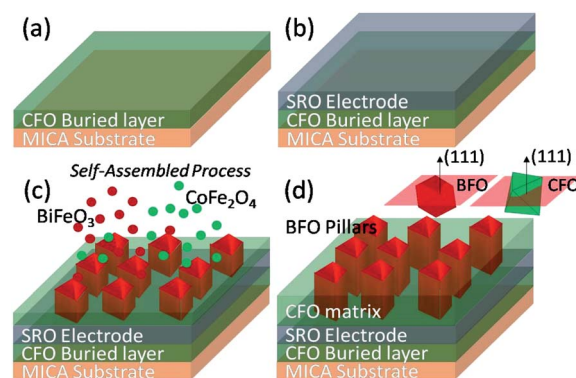 (a)
CFO Buried layer
MICA Substrate
(b)
SRO Electrode
CFO Buried layer
MICA Substrate
(c)
Self-Assembled Process
BiFeO₃
CoFe₂O₄
SRO Electrode
CFO Buried layer
MICA Substrate
(d)
(111)
BFO
(111)
CFO
BFO Pillars
CFO matrix
SRO Electrode
CFO Buried layer
MICA Substrate